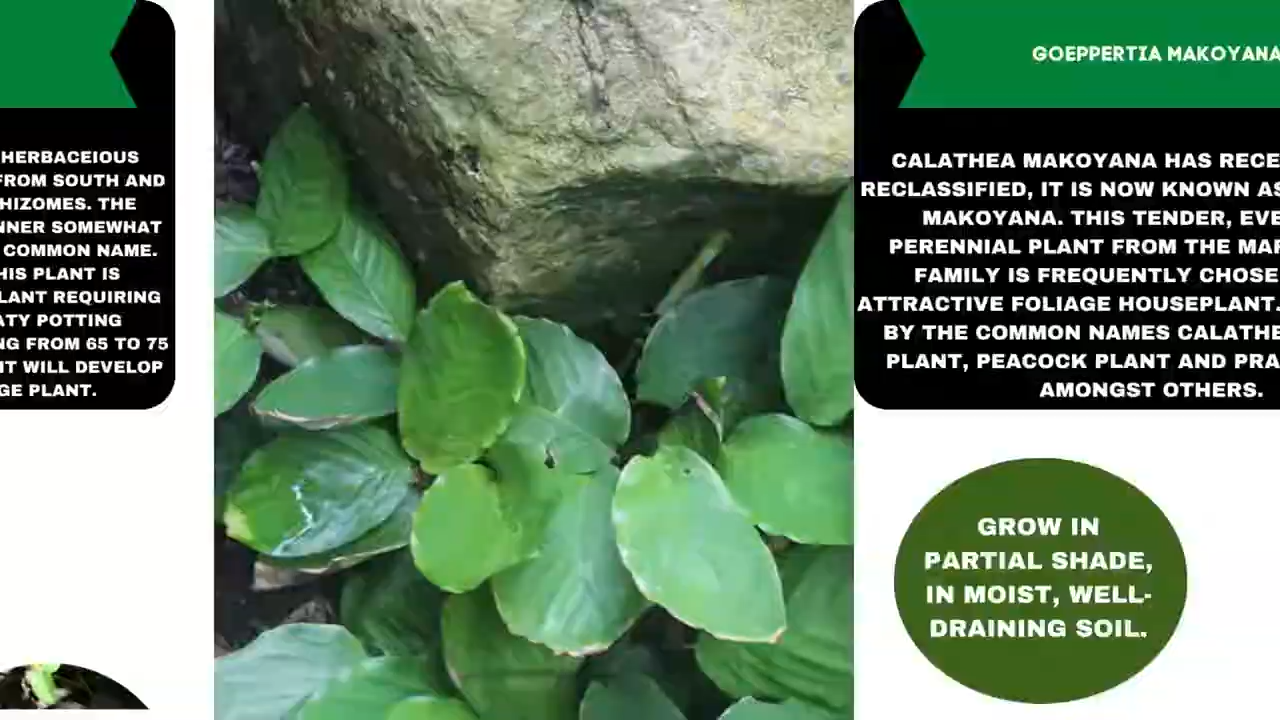 HERBACEIOUS
FROM SOUTH AND
HIZOMES. THE
NNER SOMEWHAT
COMMON NAME.
HIS PLANT IS
LANT REQUIRING
ATY POTTING
NG FROM 65 TO 75
IT WILL DEVELOP
GE PLANT.
GOEPPERTIA MAKOYANA
CALATHEA MAKOYANA HAS RECE
RECLASSIFIED, IT IS NOW KNOWN AS
MAKOYANA. THIS TENDER, EVE
PERENNIAL PLANT FROM THE MAR
FAMILY IS FREQUENTLY CHOSE
ATTRACTIVE FOLIAGE HOUSEPLANT.
BY THE COMMON NAMES CALATHE
PLANT, PEACOCK PLANT AND PRA
AMONGST OTHERS.
GROW IN
PARTIAL SHADE,
IN MOIST, WELL-
DRAINING SOIL.